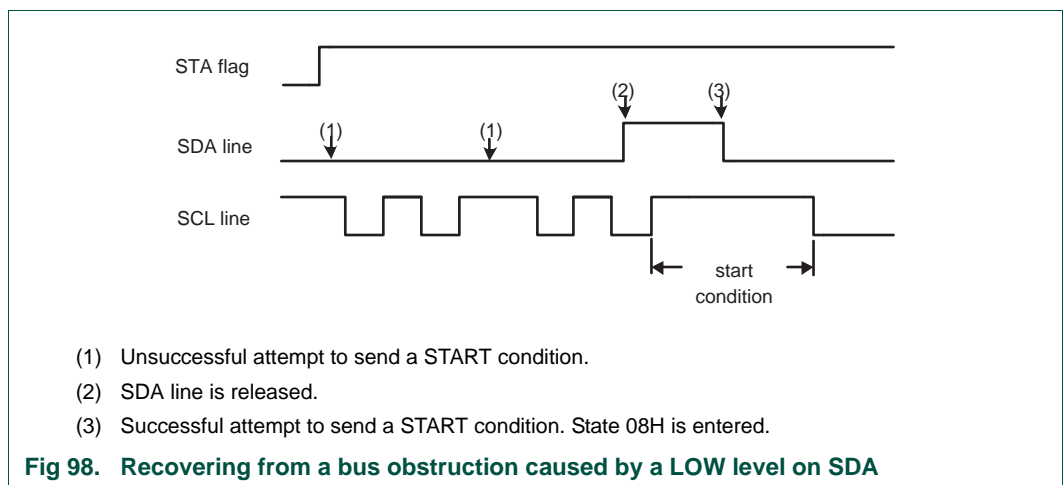 STA flag
(2) (3)
(1) (1)
SDA line
SCL line
start
condition
(1) Unsuccessful attempt to send a START condition.
(2) SDA line is released.
(3) Successful attempt to send a START condition. State 08H is entered.
Fig 98. Recovering from a bus obstruction caused by a LOW level on SDA